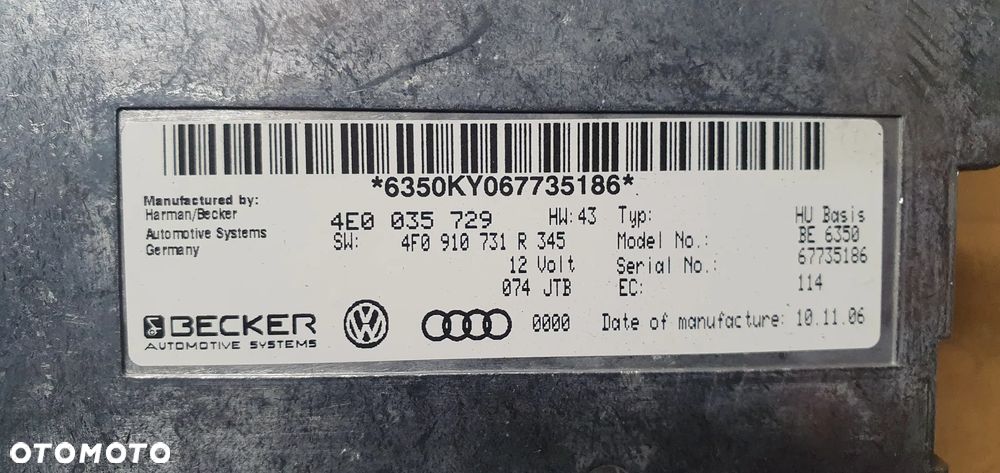 *6350KY067735186*
Manufactured by:
Harman/Becker
Automotive Systems
Germany
4E0 035 729 HW: 43
SW: 4F0 910 731 R 345
12 Volt
074 JTB
Typ: HU Basis
Model No.: BE 6350
Serial No.: 67735186
EC: 114
BECKER
AUTOMOTIVE SYSTEMS
0000 Date of manufacture: 10.11.06
OTOMOTO